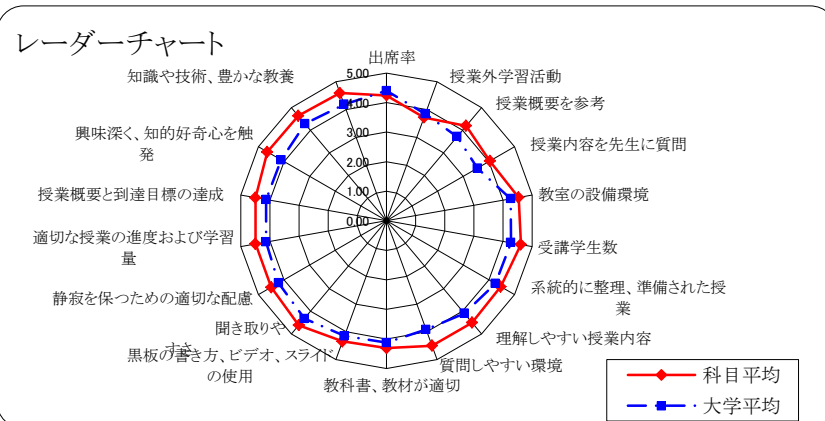 レーダーチャート
出席率
授業外学習活動
授業概要を参考
授業内容を先生に質問
教室の設備環境
受講学生数
系統的に整理、準備された授
業
理解しやすい授業内容
質問しやすい環境
教科書、教材が適切
黒板の書き方、ビデオ、スライド
の使用
聞き取りや
すさ
静寂を保つための適切な配慮
適切な授業の進度および学習
量
授業概要と到達目標の達成
興味深く、知的好奇心を触
発
知識や技術、豊かな教養
5.00
4.00
3.00
2.00
1.00
0.00
科目平均
大学平均